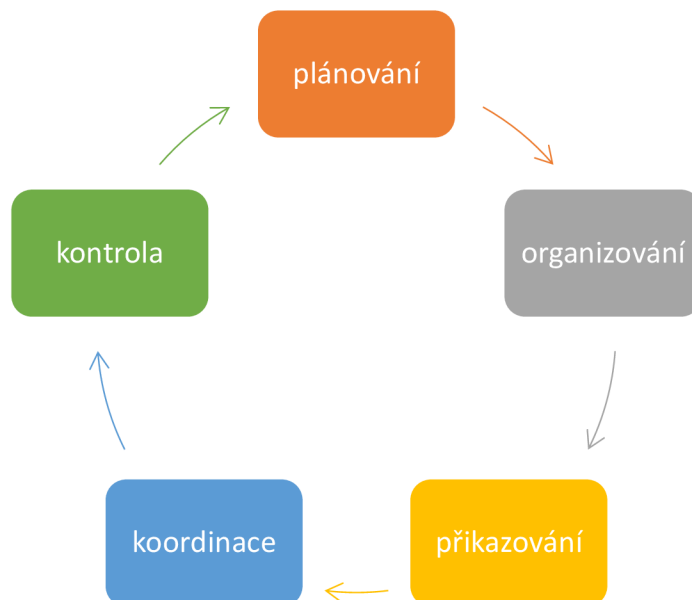 plánování
organizování
přikazování
koordinace
kontrola